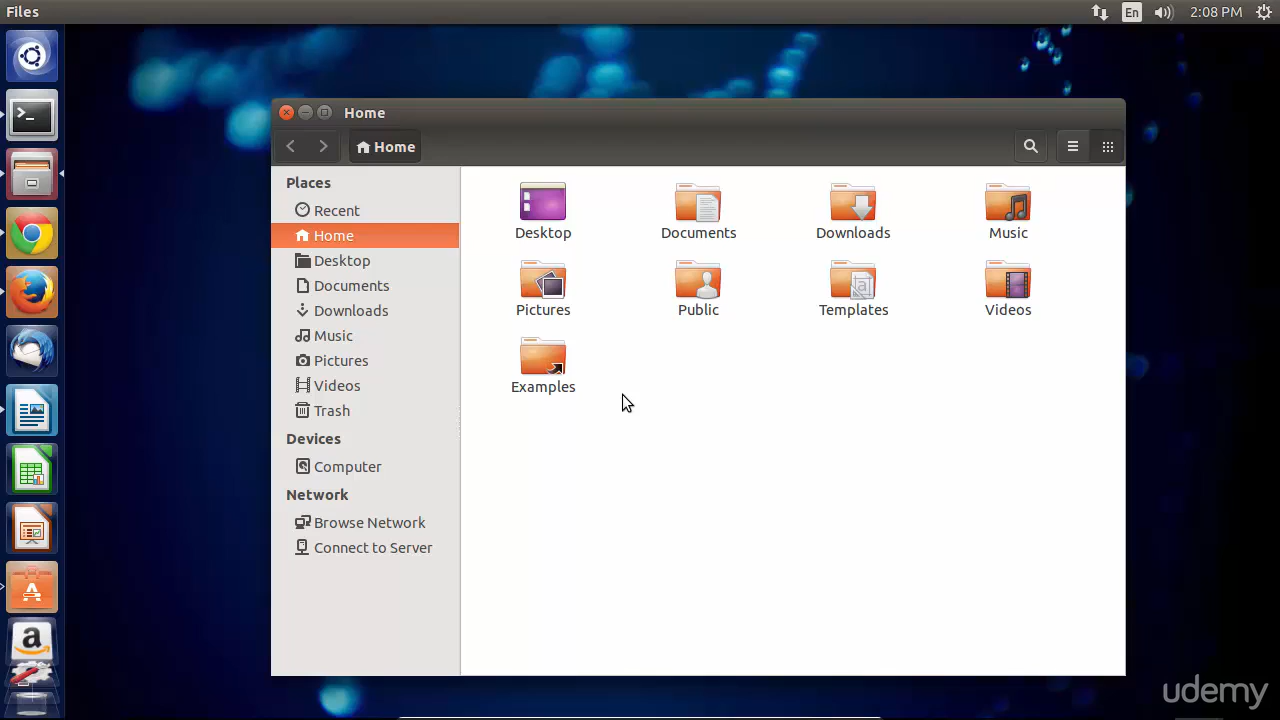 Files
En
2:08 PM
Home
Home
Places
Recent
Home
Desktop
Documents
Downloads
Music
Pictures
Videos
Trash
Devices
Computer
Network
Browse Network
Connect to Server
Desktop
Documents
Downloads
Music
Pictures
Public
Templates
Videos
Examples
udemy